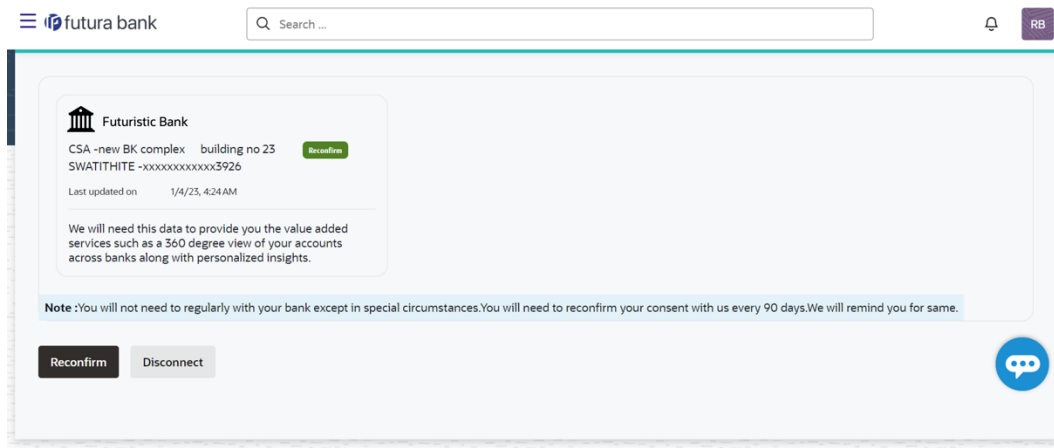 futura bank
Search ...
RB
Futuristic Bank
CSA -new BK complex building no 23
Reconfirm
SWATITHITE -xxxxxxxxxxxx3926
Last updated on 1/4/23, 4:24 AM
We will need this data to provide you the value added
services such as a 360 degree view of your accounts
across banks along with personalized insights.
Note :You will not need to regularly with your bank except in special circumstances.You will need to reconfirm your consent with us every 90 days.We will remind you for same.
Reconfirm Disconnect